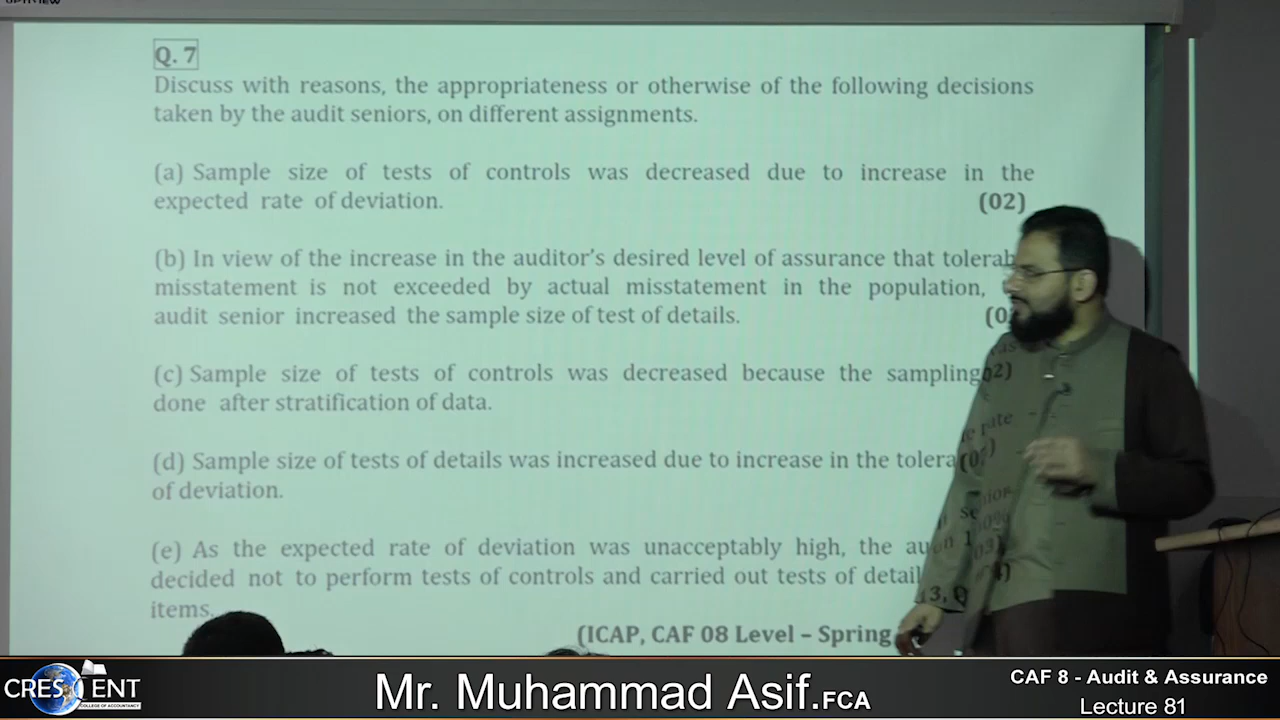 Q. 7
Discuss with reasons, the appropriateness or otherwise of the following decisions
taken by the audit seniors, on different assignments.
(a) Sample size of tests of controls was decreased due to increase in the
expected rate of deviation. (02)
(b) In view of the increase in the auditor's desired level of assurance that
misstatement is not exceeded by actual misstatement in the population,
audit senior increased the sample size of test of details.
(c) Sample size of tests of controls was decreased because the sampling
done after stratification of data.
(d) Sample size of tests of details was increased due to increase in the
of deviation.
(e) As the expected rate of deviation was unacceptably high, the
decided not to perform tests of controls and carried out tests of
items.
(ICAP, CAF 08 Level – Spring
CRESCENT
COLLEGE OF ACCOUNTANCY
Mr. Muhammad Asif.FCA
CAF 8 - Audit & Assurance
Lecture 81